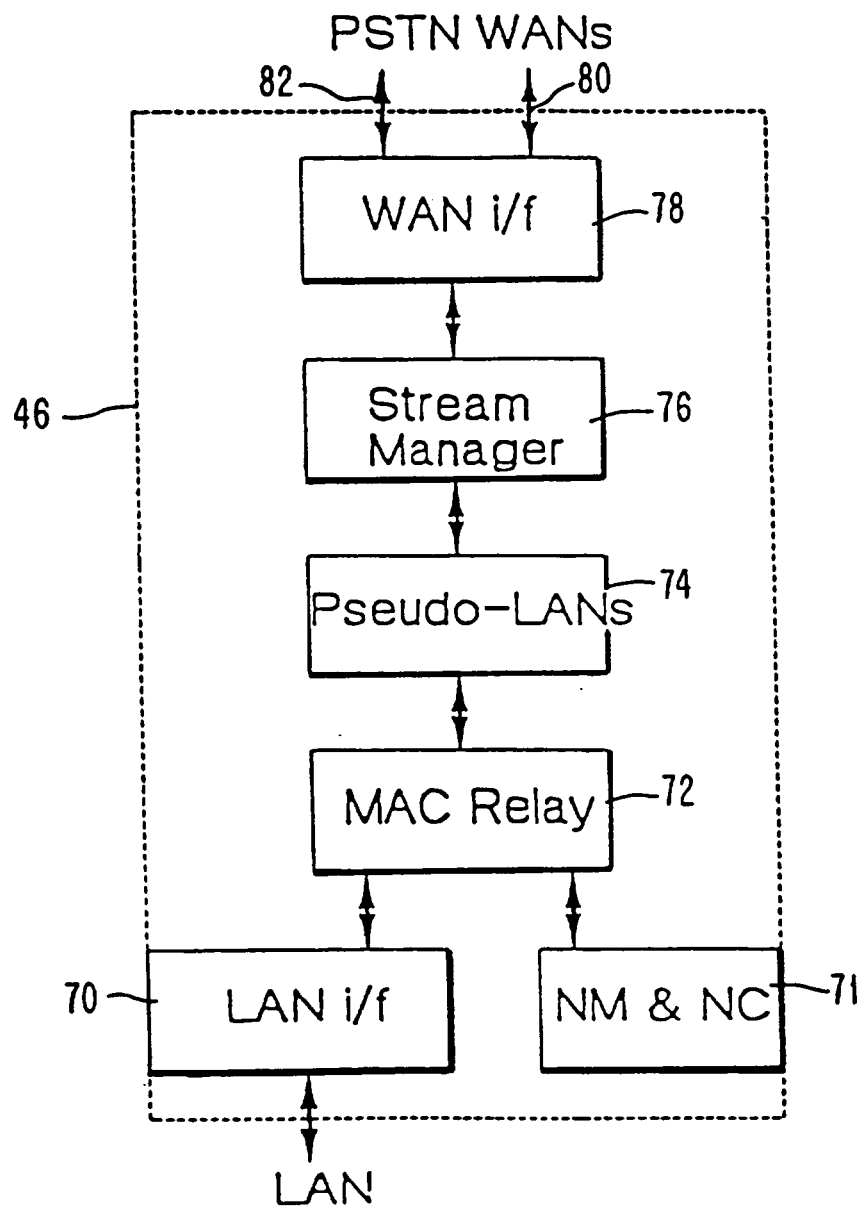 PSTN WANs
82
80
WAN i/f
78
46
Stream
Manager
76
74
Pseudo-LANs
MAC Relay
72
70
LAN i/f
NM & NC
71
LAN